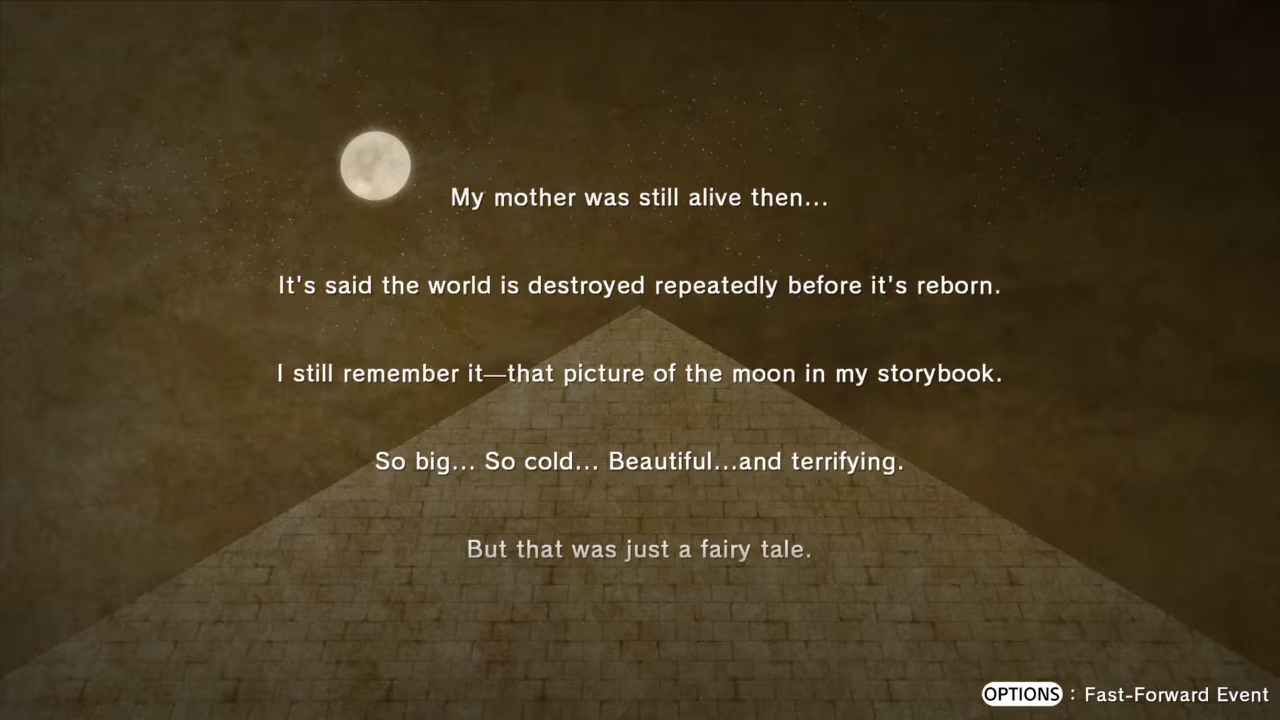 My mother was still alive then...
It's said the world is destroyed repeatedly before it's reborn.
I still remember it—that picture of the moon in my storybook.
So big... So cold... Beautiful...and terrifying.
But that was just a fairy tale.
OPTIONS : Fast-Forward Event